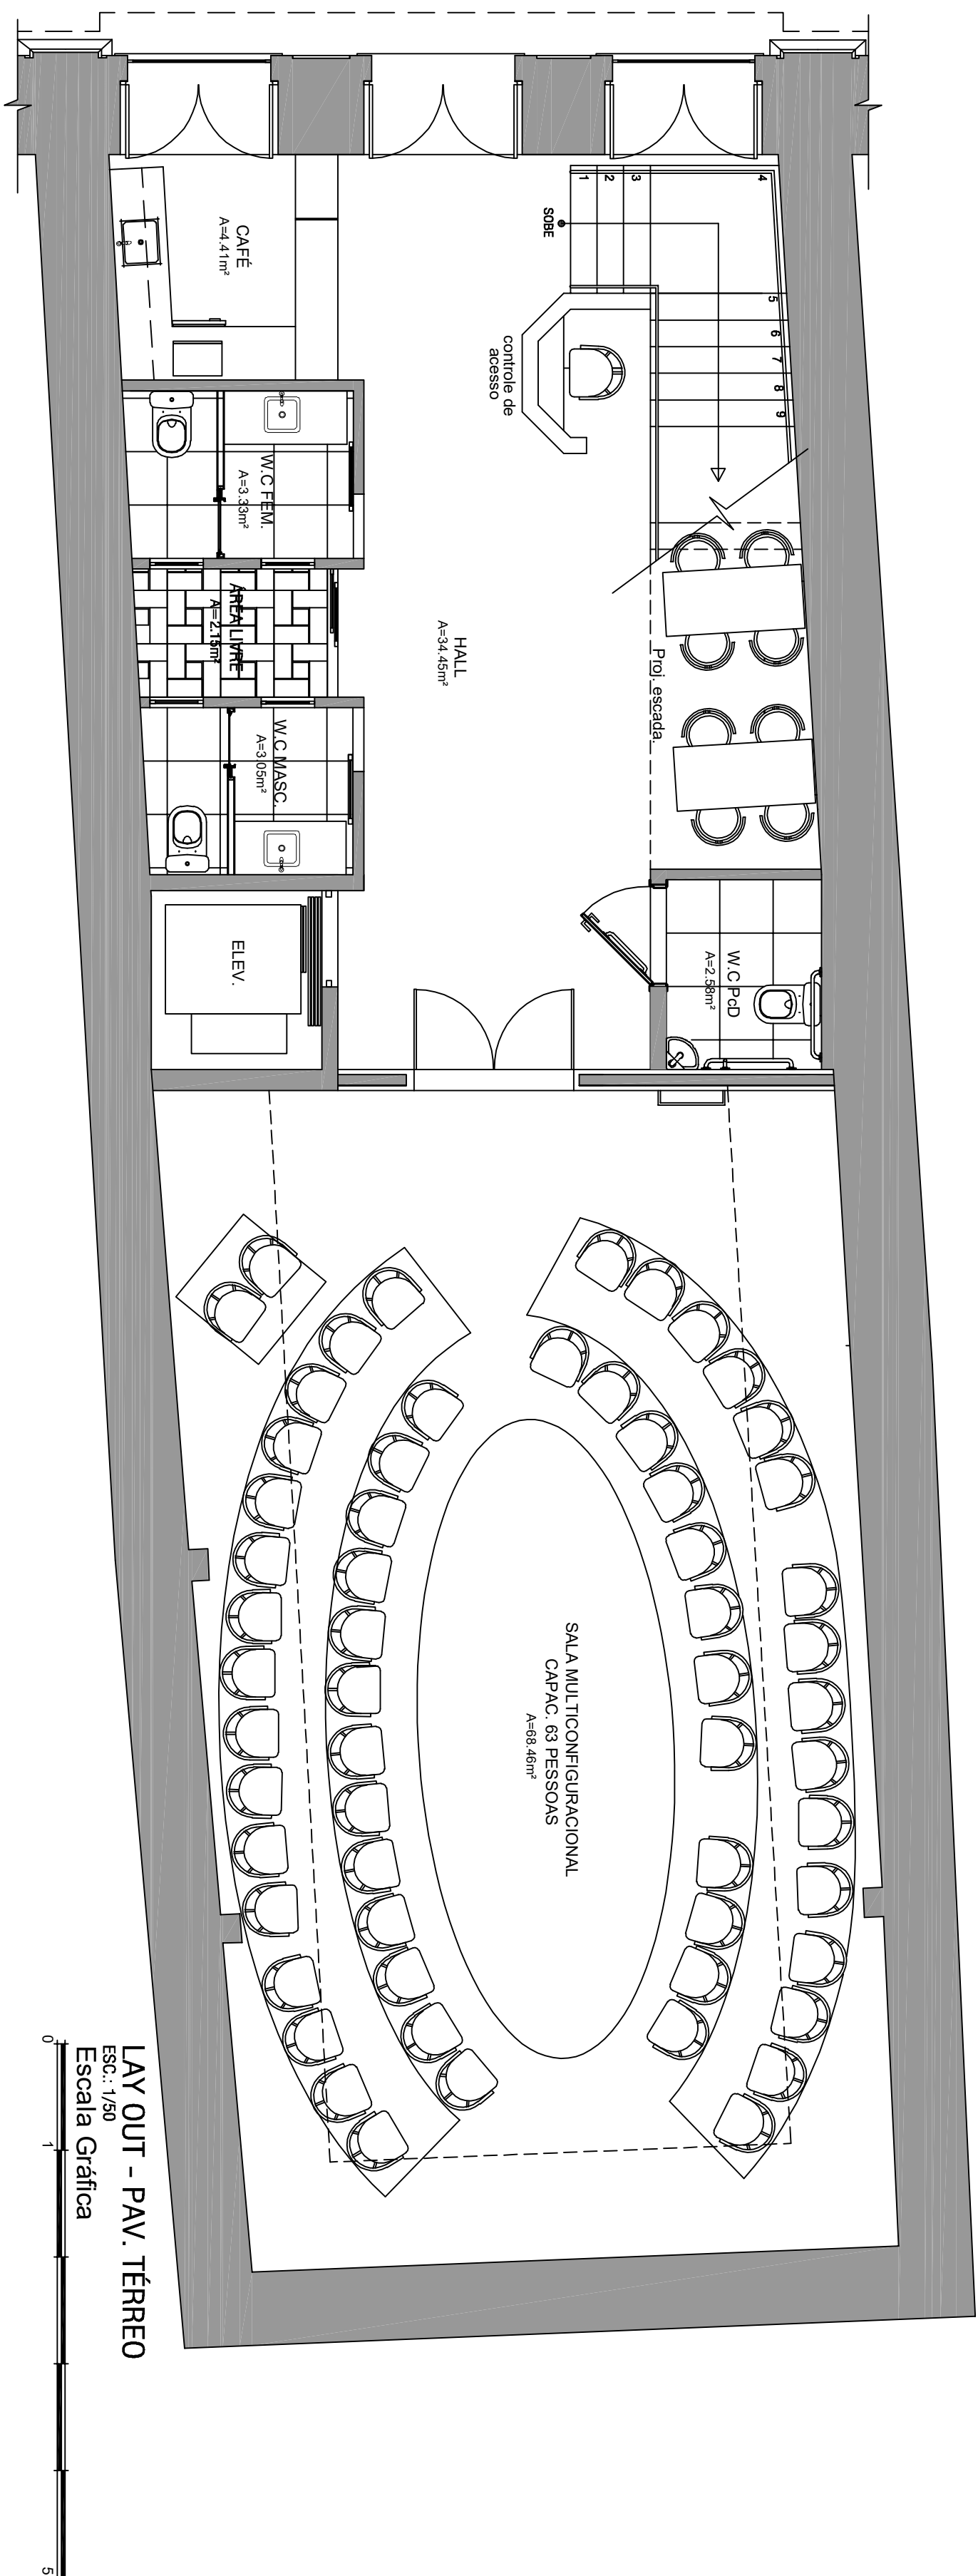 CAFÉ
A=4.41m²
1
2
3
4
5
6
7
8
9
SOBE
controle de
acesso
W.C FEM.
A=3.33m²
ÁREA LIVRE
A=2.15m²
W.C MASC.
A=3.05m²
HALL
A=34.45m²
Proj. escada.
ELEV.
W.C PcD
A=2.58m²
SALA MULTICONFIGURACIONAL
CAPAC. 63 PESSOAS
A=68.46m²
LAY OUT - PAV. TÉRREO
ESC.: 1/50
Escala Gráfica
0
1
5